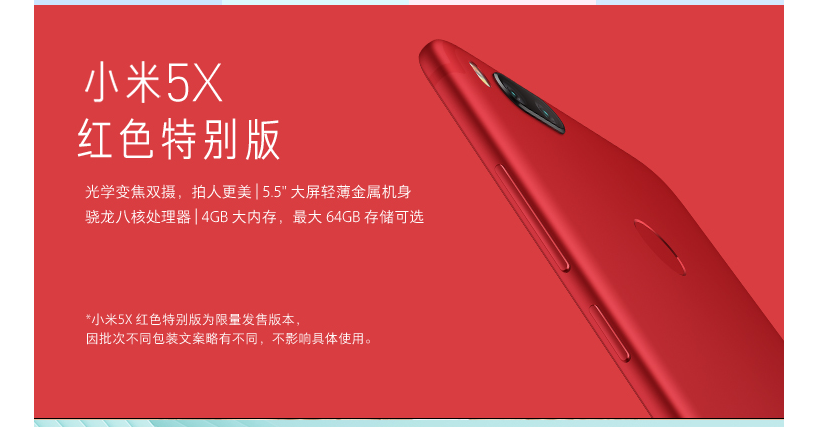 小米5X
红色特别版
光学变焦双摄，拍人更美 | 5.5" 大屏轻薄金属机身
骁龙八核处理器 | 4GB 大内存，最大 64GB 存储可选
*小米5X 红色特别版为限量发售版本，
因批次不同包装文案略有不同，不影响具体使用。